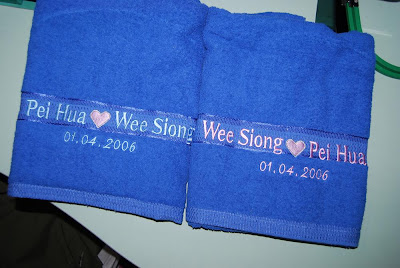 Pei Hua Wee Siong
01.04.2006
Wee Siong Pei Hua
01.04.2006